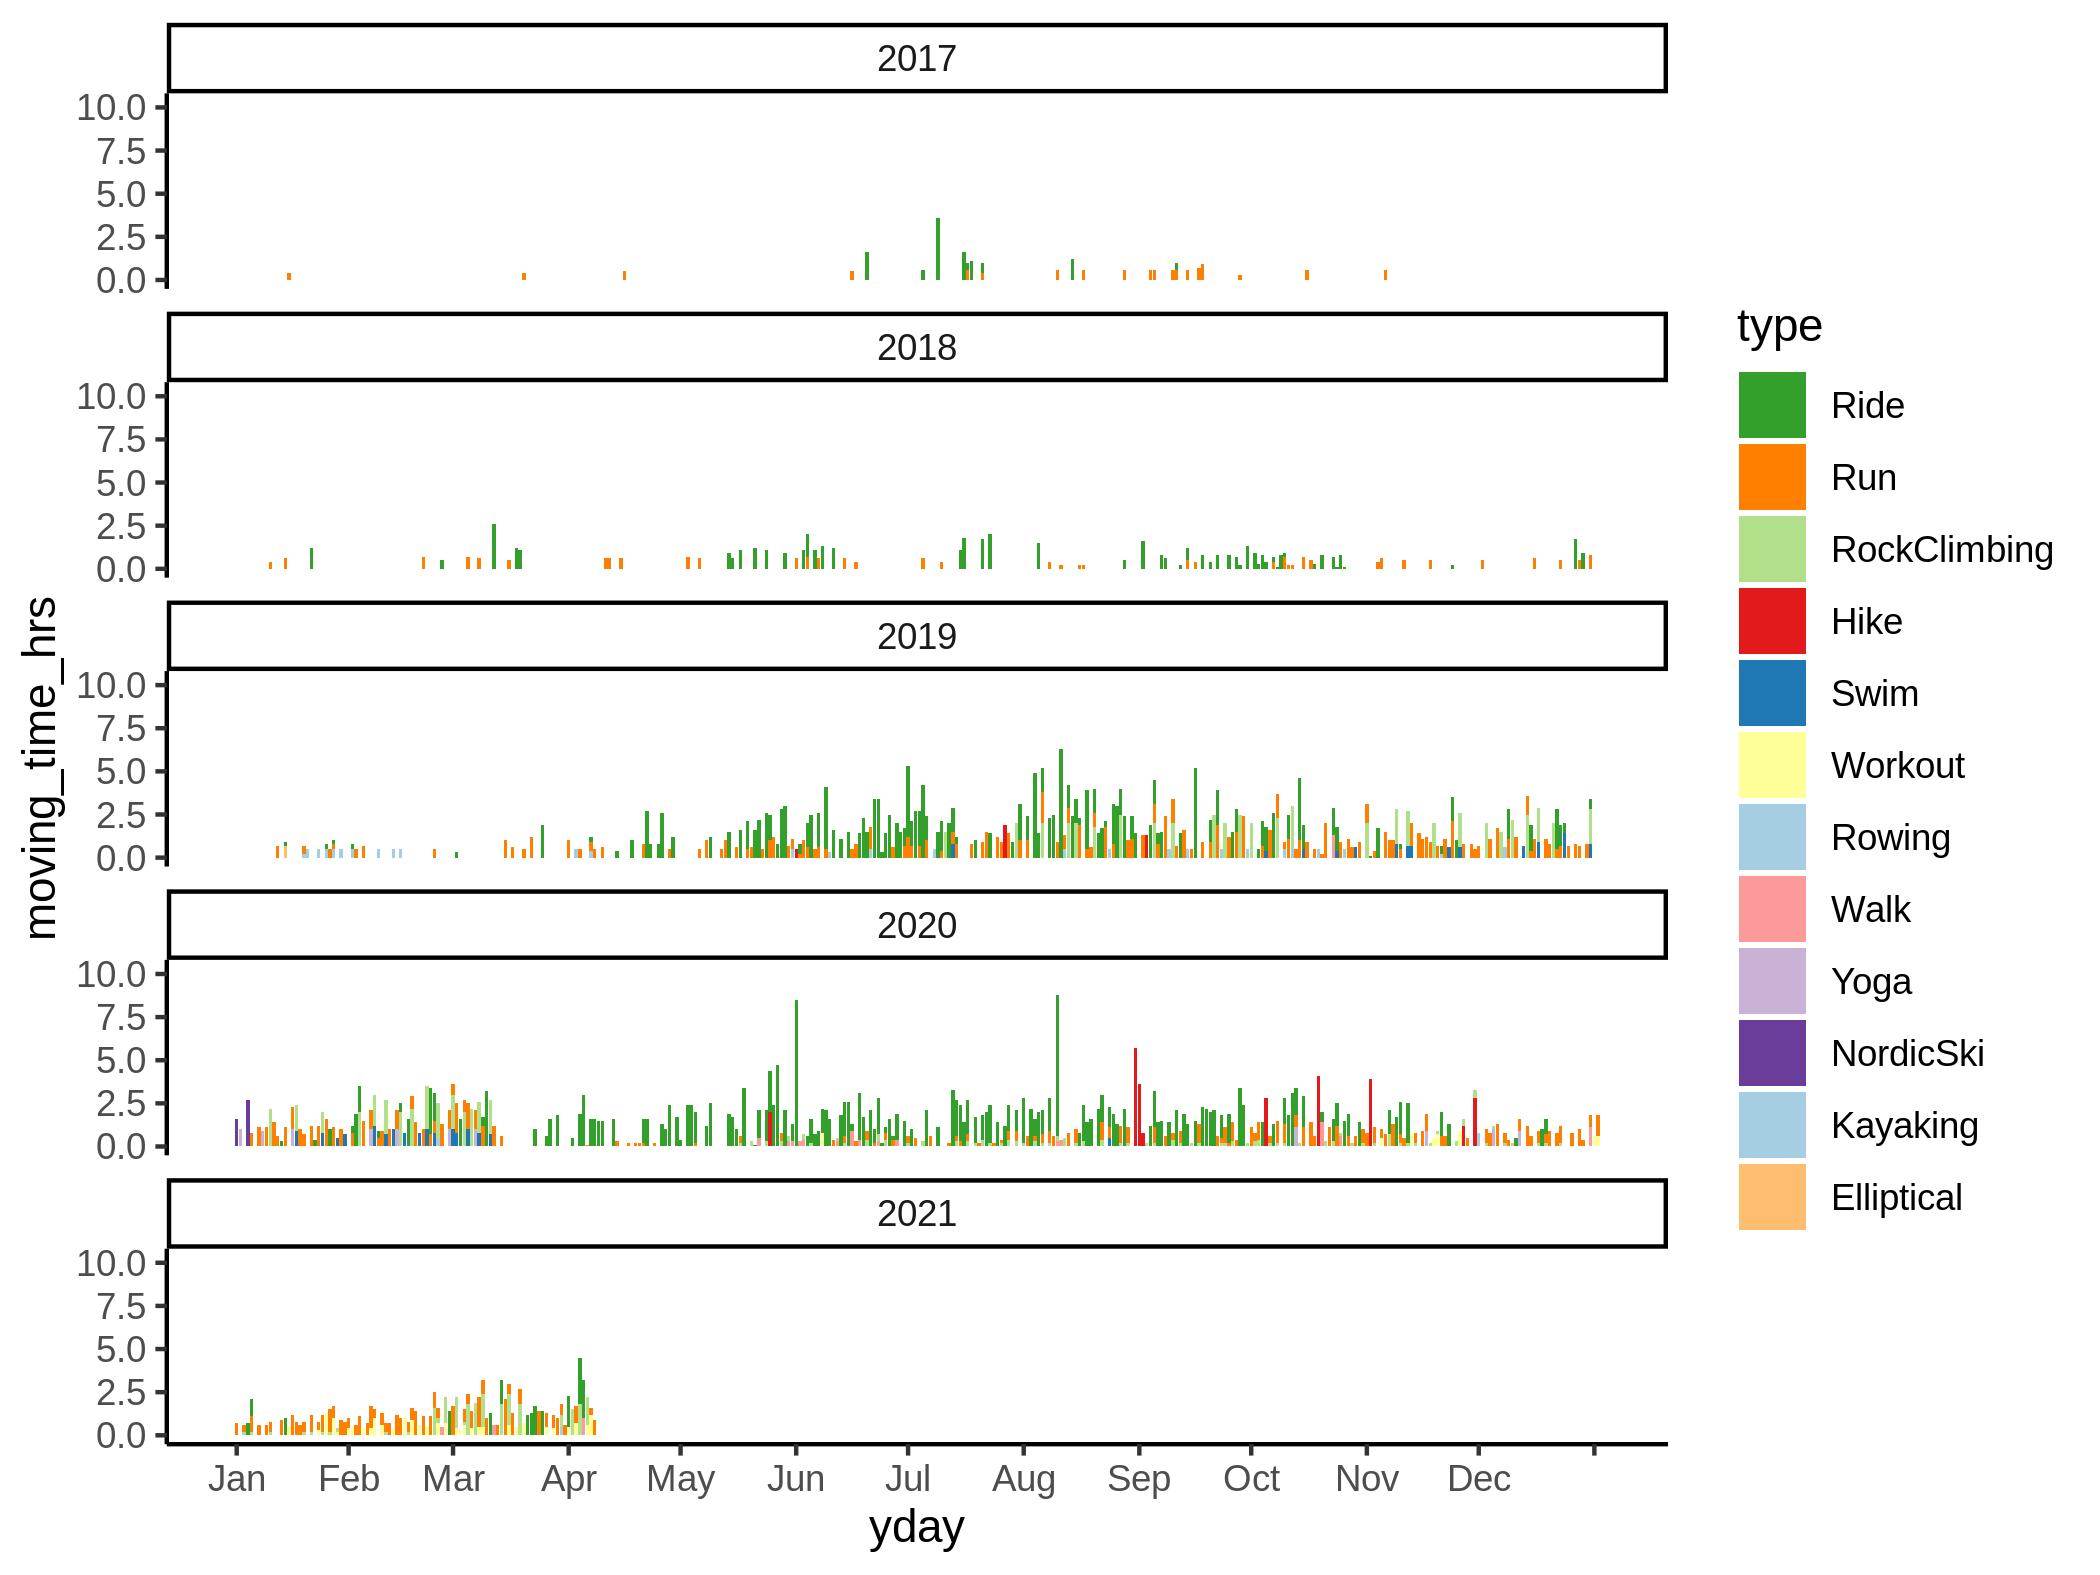 2017
10.0
7.5
5.0
2.5
0.0
2018
10.0
7.5
5.0
2.5
0.0
2019
10.0
7.5
5.0
2.5
0.0
2020
10.0
7.5
5.0
2.5
0.0
2021
10.0
7.5
5.0
2.5
0.0
Jan Feb Mar Apr May Jun Jul Aug Sep Oct Nov Dec
yday
moving_time_hrs
type
Ride
Run
RockClimbing
Hike
Swim
Workout
Rowing
Walk
Yoga
NordicSki
Kayaking
Elliptical